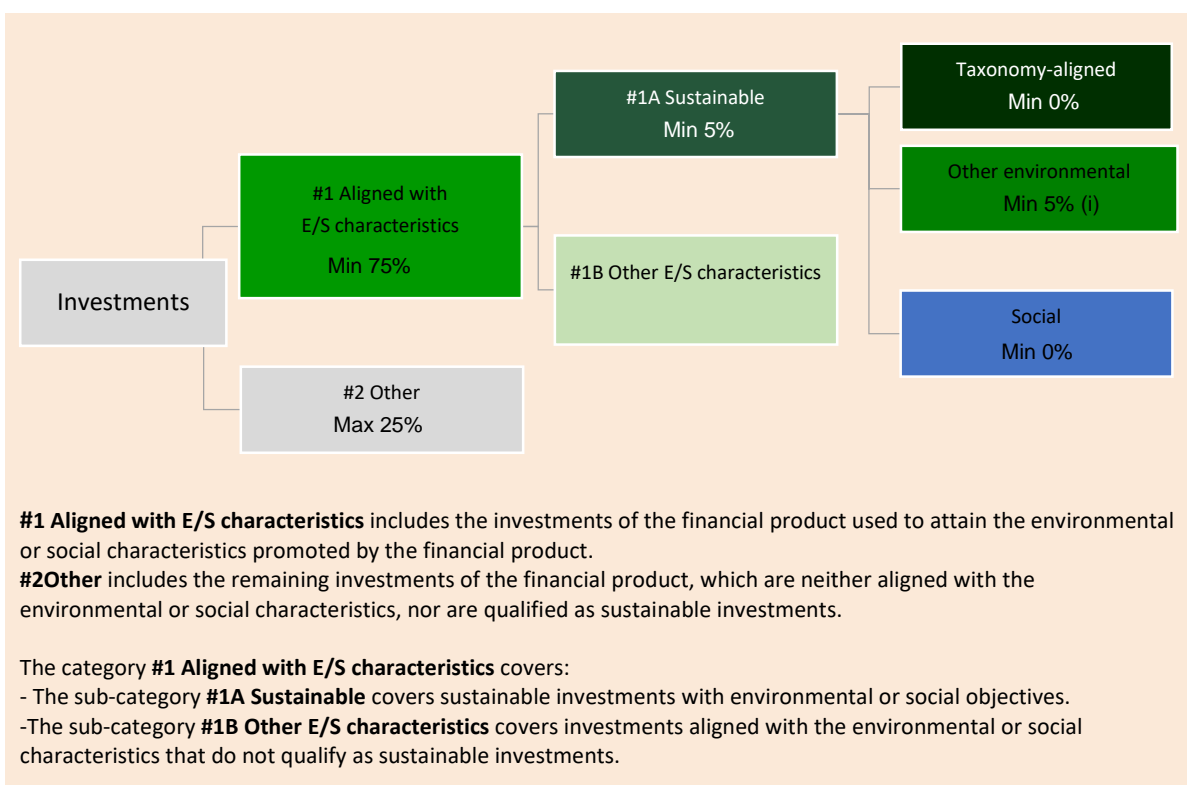 Investments
#1 Aligned with
E/S characteristics
Min 75%
#2 Other
Max 25%
#1A Sustainable
Min 5%
#1B Other E/S characteristics
Taxonomy-aligned
Min 0%
Other environmental
Min 5% (i)
Social
Min 0%
#1 Aligned with E/S characteristics includes the investments of the financial product used to attain the environmental
or social characteristics promoted by the financial product.
#2Other includes the remaining investments of the financial product, which are neither aligned with the
environmental or social characteristics, nor are qualified as sustainable investments.
The category #1 Aligned with E/S characteristics covers:
- The sub-category #1A Sustainable covers sustainable investments with environmental or social objectives.
-The sub-category #1B Other E/S characteristics covers investments aligned with the environmental or social
characteristics that do not qualify as sustainable investments.